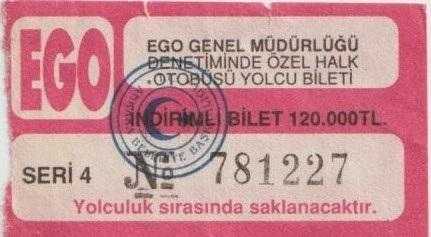 EGO
EGO GENEL MÜDÜRLÜĞÜ
DENETİMİNDE ÖZEL HALK
OTOBÜSÜ YOLCU BİLETİ
İNDİRİMLİ BİLET 120.000TL.
SERİ 4 No 781227
Yolculuk sırasında saklanacaktır.